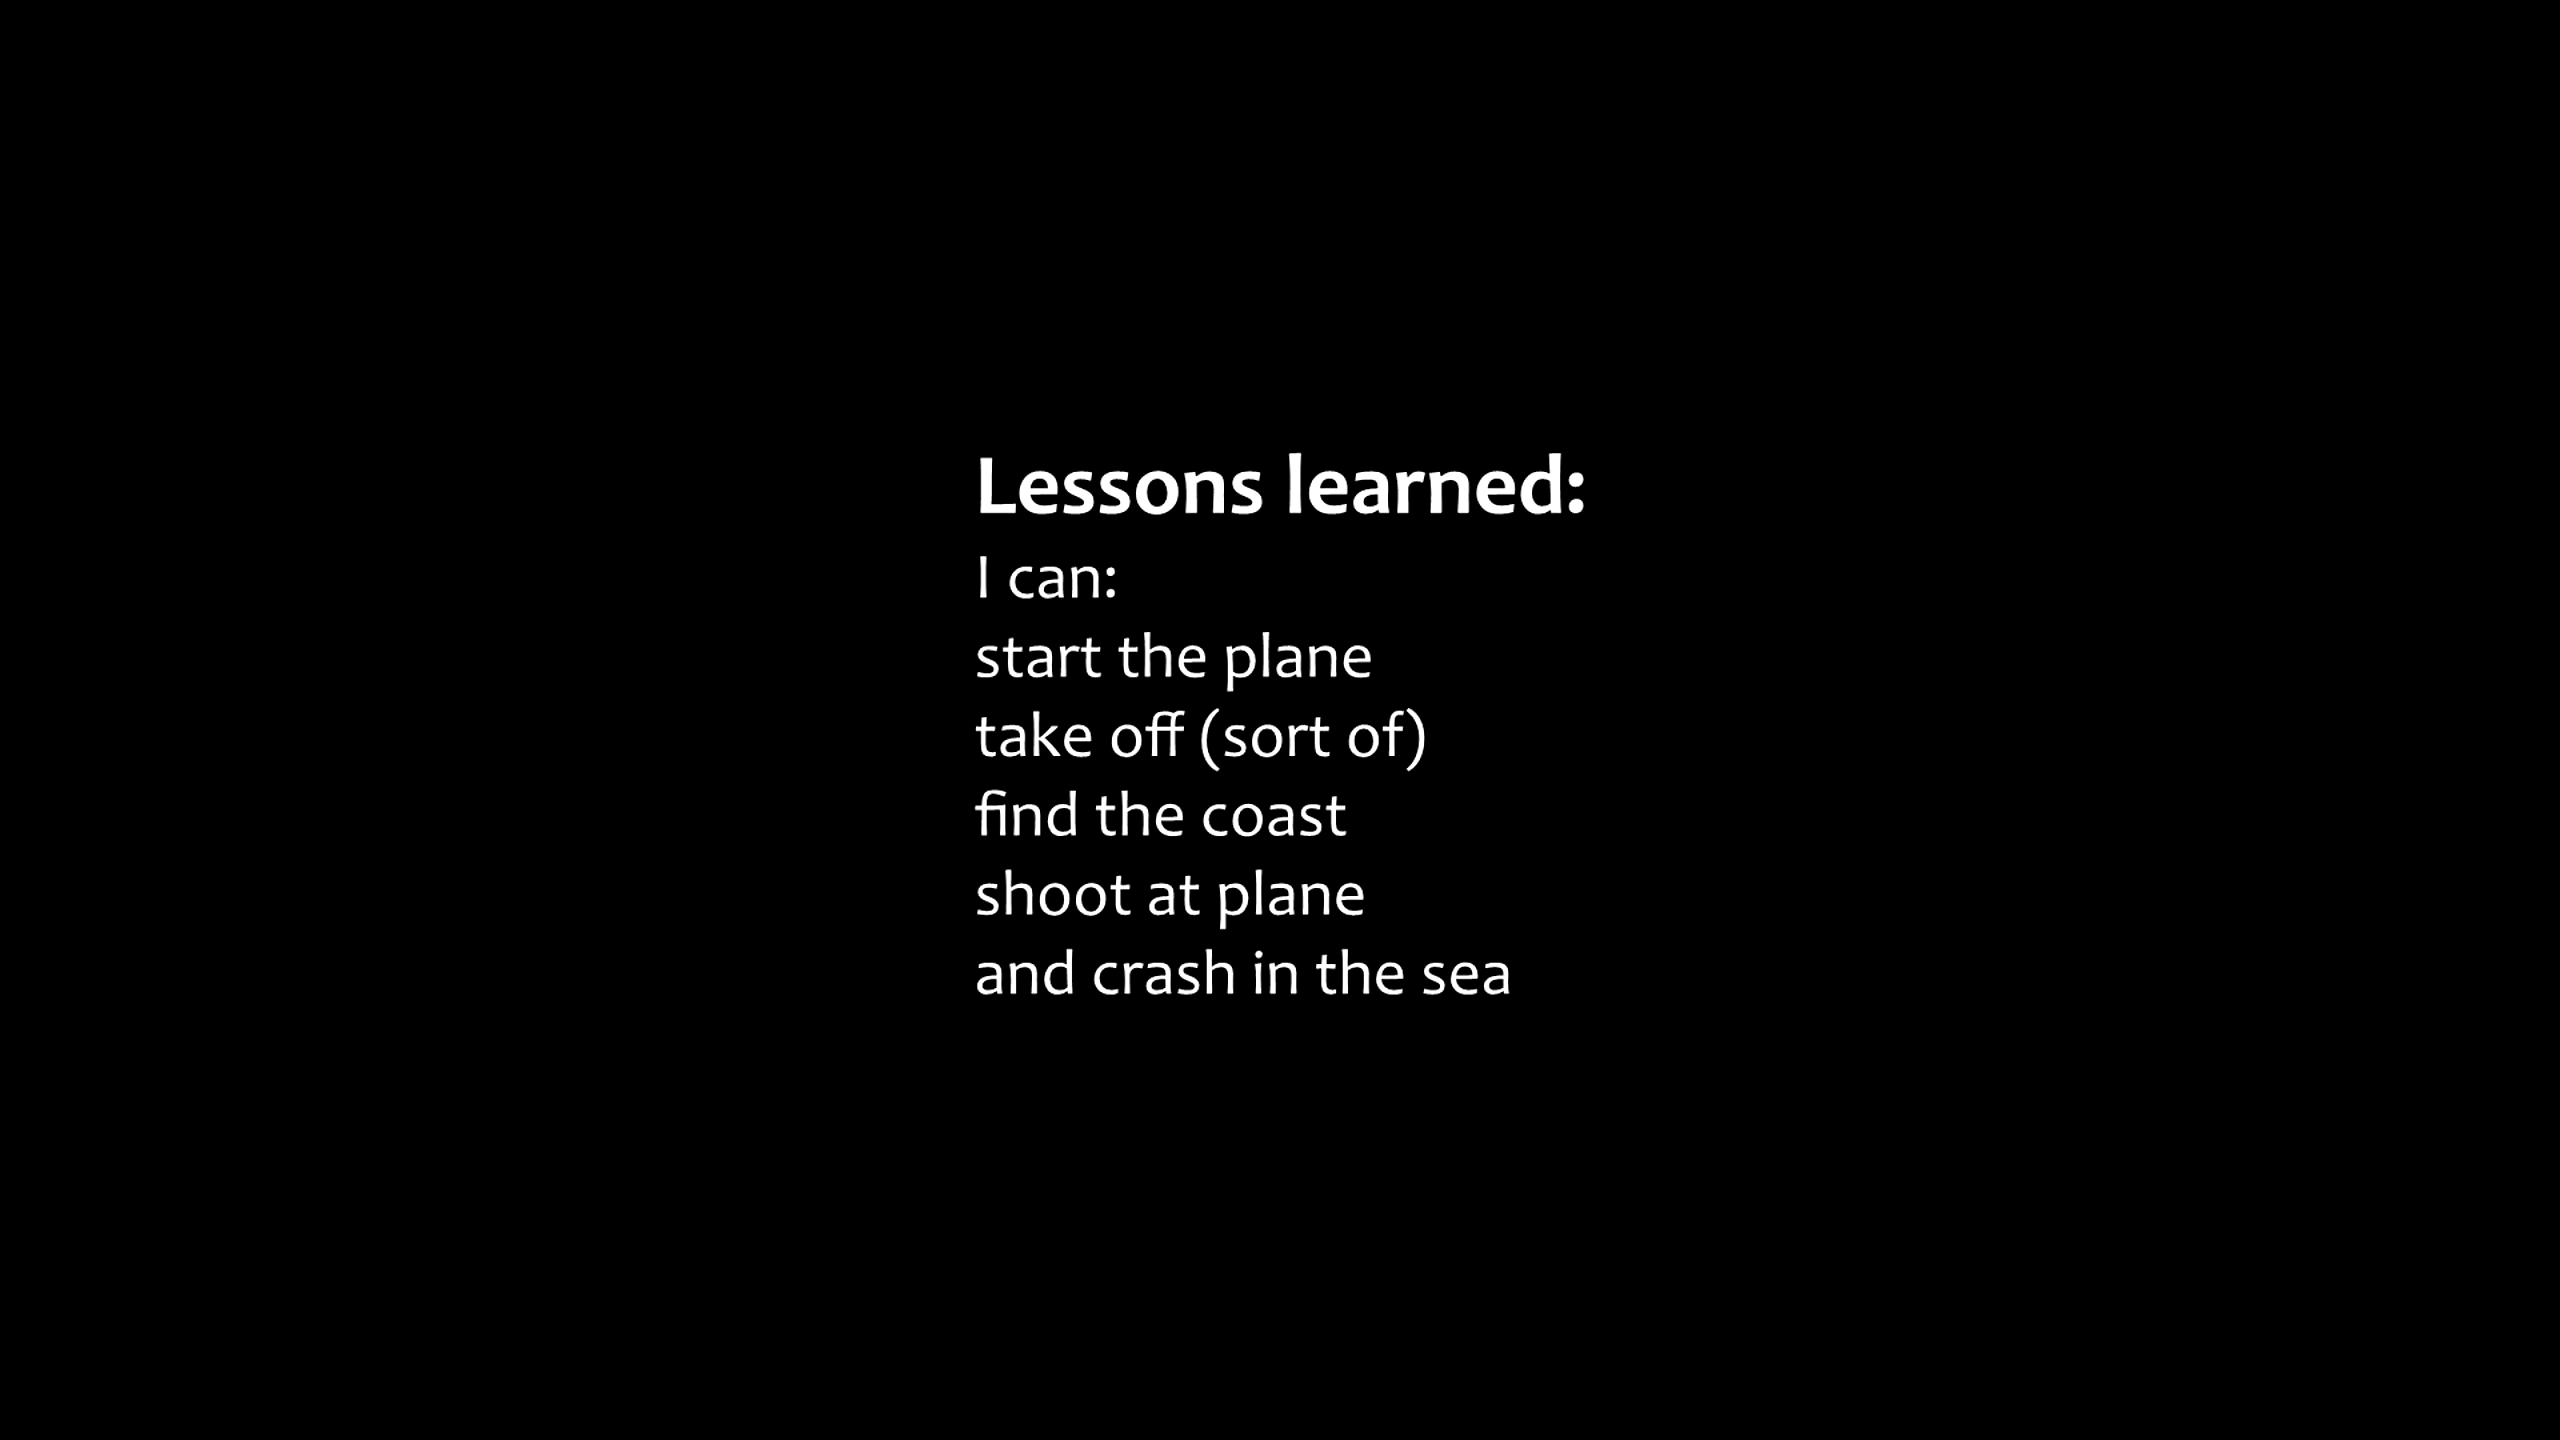 Lessons learned:
I can:
start the plane
take off (sort of)
find the coast
shoot at plane
and crash in the sea